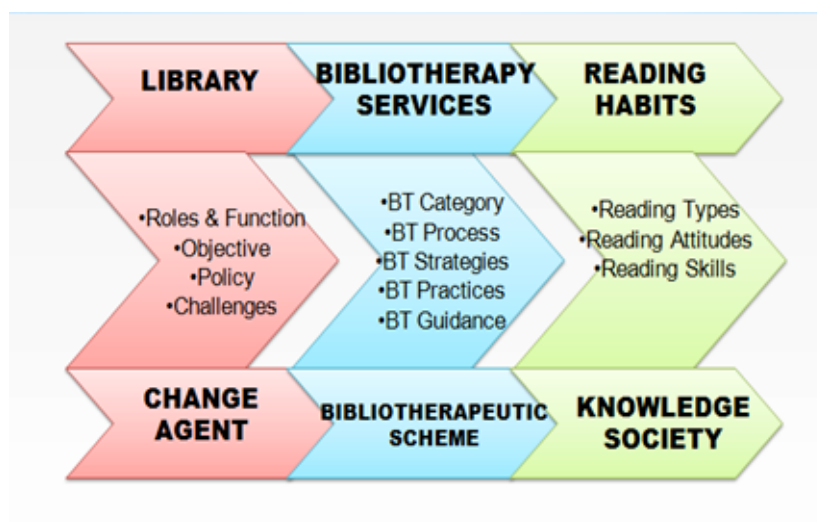 LIBRARY
BIBLIOTHERAPY
SERVICES
READING
HABITS
•Roles & Function
•Objective
•Policy
•Challenges
•BT Category
•BT Process
•BT Strategies
•BT Practices
•BT Guidance
•Reading Types
•Reading Attitudes
•Reading Skills
CHANGE
AGENT
BIBLIOTHERAPEUTIC
SCHEME
KNOWLEDGE
SOCIETY